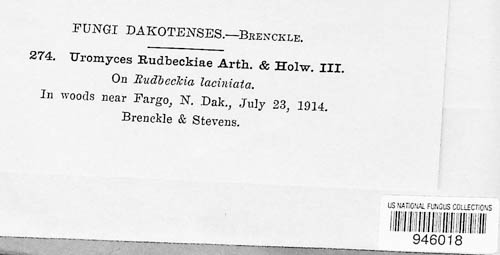 FUNGI DAKOTENSES.—BRENCKLE.
274. Uromyces Rudbeckiae Arth. & Holw. III.
On Rudbeckia laciniata.
In woods near Fargo, N. Dak., July 23, 1914.
Brenckle & Stevens.
US NATIONAL FUNGUS COLLECTIONS
946018